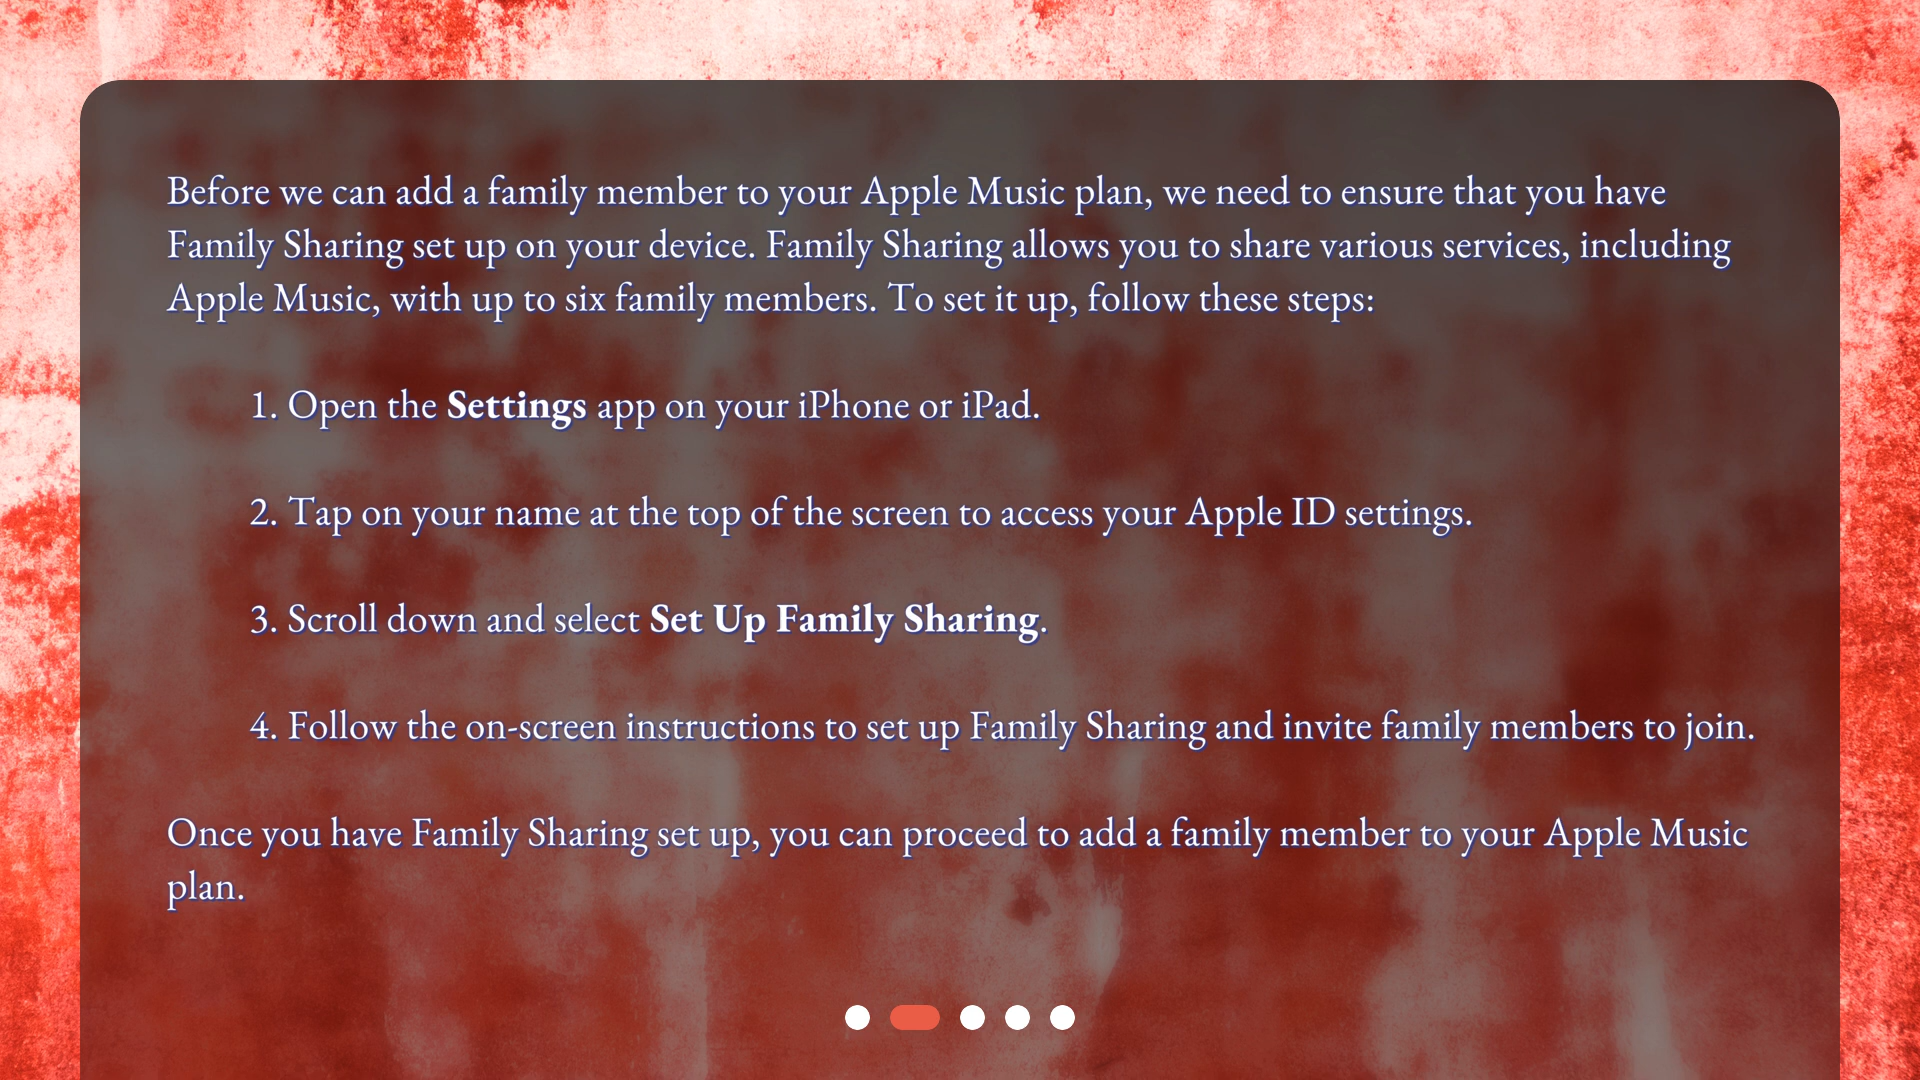 Before we can add a family member to your Apple Music plan, we need to ensure that you have
Family Sharing set up on your device. Family Sharing allows you to share various services, including
Apple Music, with up to six family members. To set it up, follow these steps:
1. Open the Settings app on your iPhone or iPad.
2. Tap on your name at the top of the screen to access your Apple ID settings.
3. Scroll down and select Set Up Family Sharing.
4. Follow the on-screen instructions to set up Family Sharing and invite family members to join.
Once you have Family Sharing set up, you can proceed to add a family member to your Apple Music
plan.